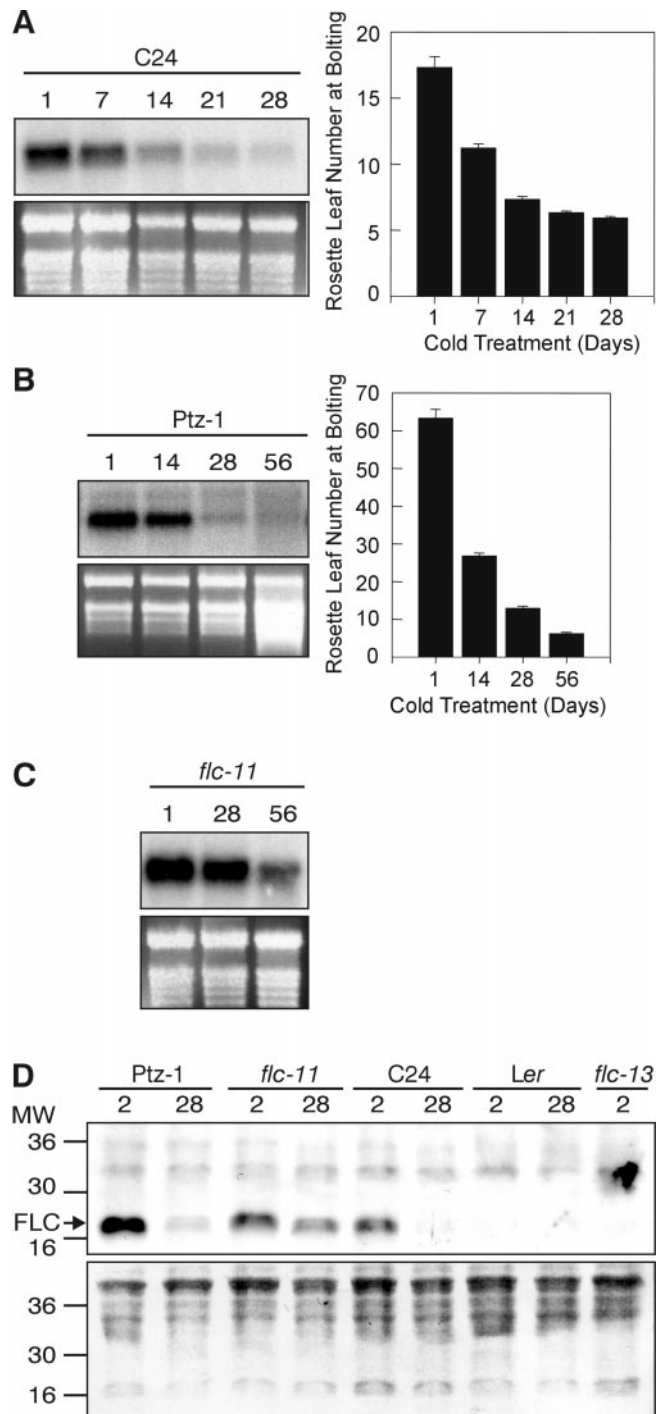 A
C24
1 7 14 21 28
Rosette Leaf Number at Bolting
20
15
10
5
0
1 7 14 21 28
Cold Treatment (Days)
B
Ptz-1
1 14 28 56
Rosette Leaf Number at Bolting
70
60
50
40
30
20
10
0
1 14 28 56
Cold Treatment (Days)
C
flc-11
1 28 56
D
Ptz-1 flc-11 C24 Ler flc-13
MW 2 28 2 28 2 28 2 28 2
36
30
FLC
16
36
30
16